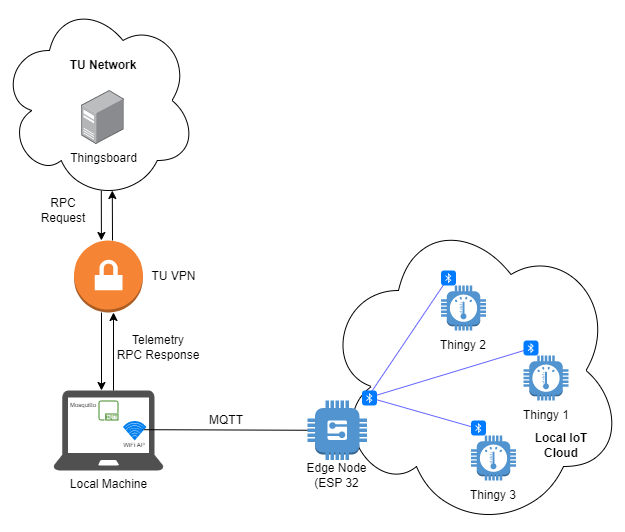 TU Network
Thingsboard
RPC
Request
TU VPN
Telemetry
RPC Response
Mosquitto
WiFi-AP
Local Machine
MQTT
Edge Node
(ESP 32
Thingy 2
Thingy 1
Local IoT
Cloud
Thingy 3